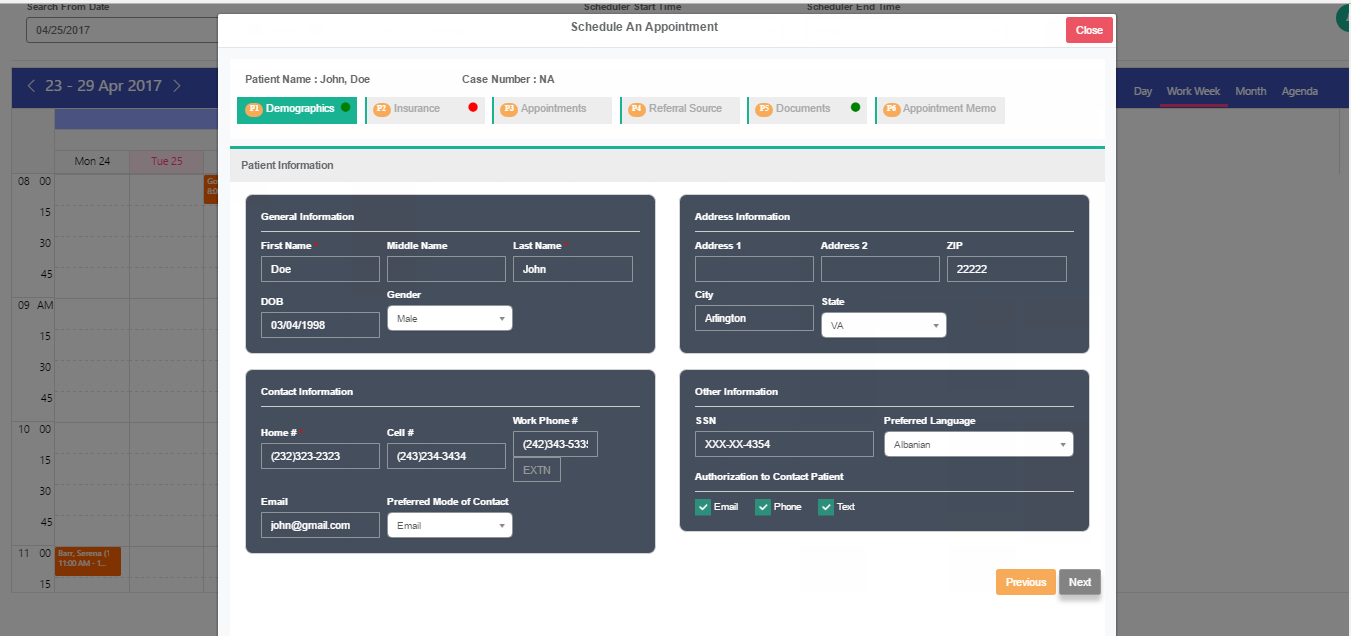 Search From Date
Scheduler Start Time
Scheduler End Time
04/25/2017
Schedule An Appointment
Close
23 - 29 Apr 2017
Day Work Week Month Agenda
Patient Name : John, Doe
Case Number : NA
P1 Demographics
P2 Insurance
P3 Appointments
P4 Referral Source
P5 Documents
P6 Appointment Memo
Mon 24
Tue 25
Patient Information
08 00
15
30
45
09 AM
15
30
45
10 00
15
30
45
11 00
15
Barr, Serena (1
11:00 AM - 1...
General Information
First Name *
Middle Name
Last Name *
Doe
John
DOB
Gender
03/04/1998
Male
Address Information
Address 1
Address 2
ZIP
22222
City
State
Arlington
VA
Contact Information
Home # *
Cell #
Work Phone #
(232)323-2323
(243)234-3434
(242)343-533
EXTN
Email
Preferred Mode of Contact
john@gmail.com
Email
Other Information
SSN
Preferred Language
XXX-XX-4354
Albanian
Authorization to Contact Patient
Email
Phone
Text
Previous
Next